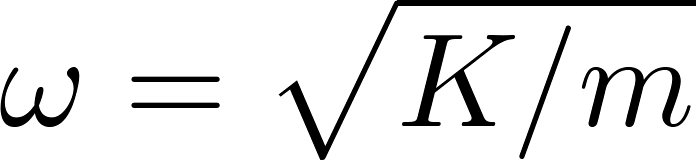 ω = √K/m